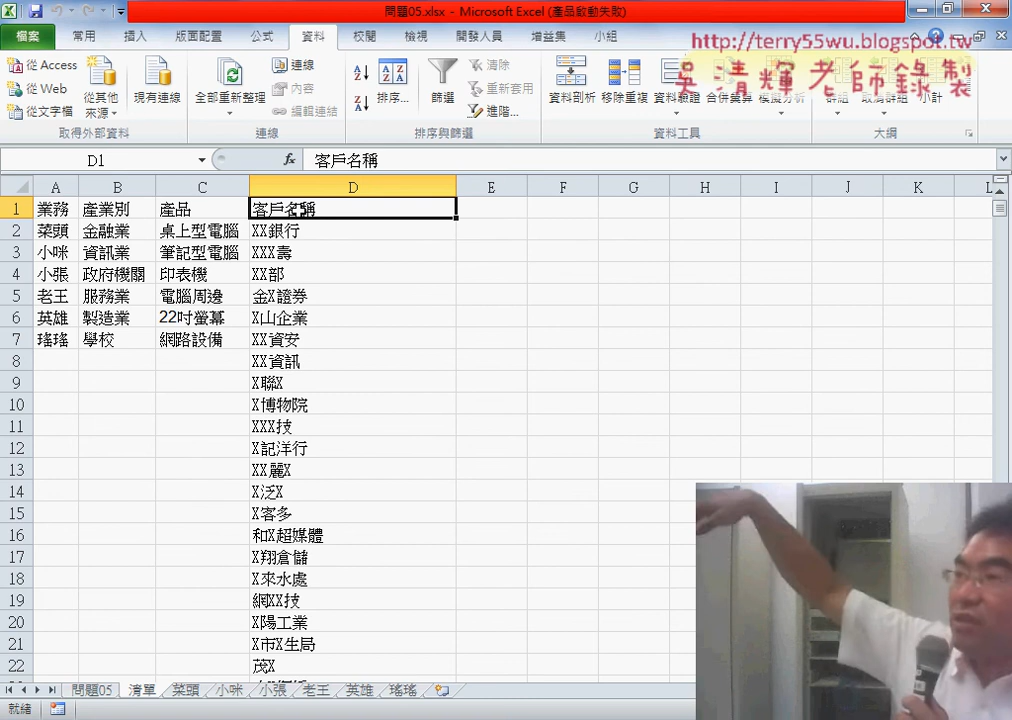 問題05.xlsx - Microsoft Excel (產品啟動失敗)
檔案 常用 插入 版面配置 公式 資料 校閱 檢視 開發人員 增益集 小組
http://terry55wu.blogspot.tw
吳清輝老師錄製
從 Access
從 Web
從文字檔
從其他來源
現有連線
取得外部資料
全部重新整理
連線
內容
編輯連結
連線
排序...
篩選
清除
重新套用
進階...
排序與篩選
資料剖析 移除重複 資料驗證 合併彙算 模擬分析
資料工具
群組 取消群組 小計
大綱
D1 fx 客戶名稱
A B C D E F G H I J K L
1 業務 產業別 產品 客戶名稱
2 菜頭 金融業 桌上型電腦 XX銀行
3 小咪 資訊業 筆記型電腦 XXX壽
4 小張 政府機關 印表機 XX部
5 老王 服務業 電腦周邊 金X證券
6 英雄 製造業 22吋螢幕 X山企業
7 瑤瑤 學校 網路設備 XX資安
8 XX資訊
9 X聯X
10 X博物院
11 XXX技
12 X記洋行
13 XX麗X
14 X泛X
15 X客多
16 和X超媒體
17 X翔倉儲
18 X來水處
19 網XX技
20 X陽工業
21 X市X生局
22 茂X
問題05 清單 菜頭 小咪 小張 老王 英雄 瑤瑤
就緒